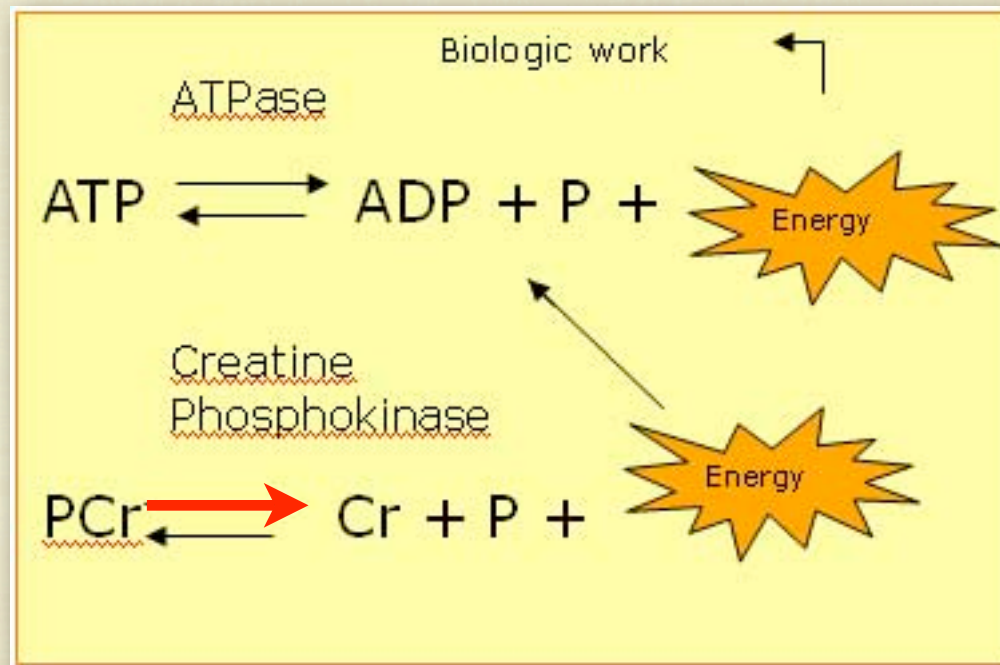 Biologic work
ATPase
ATP
ADP + P +
Energy
Creatine
Phosphokinase
PCr
Cr + P +
Energy